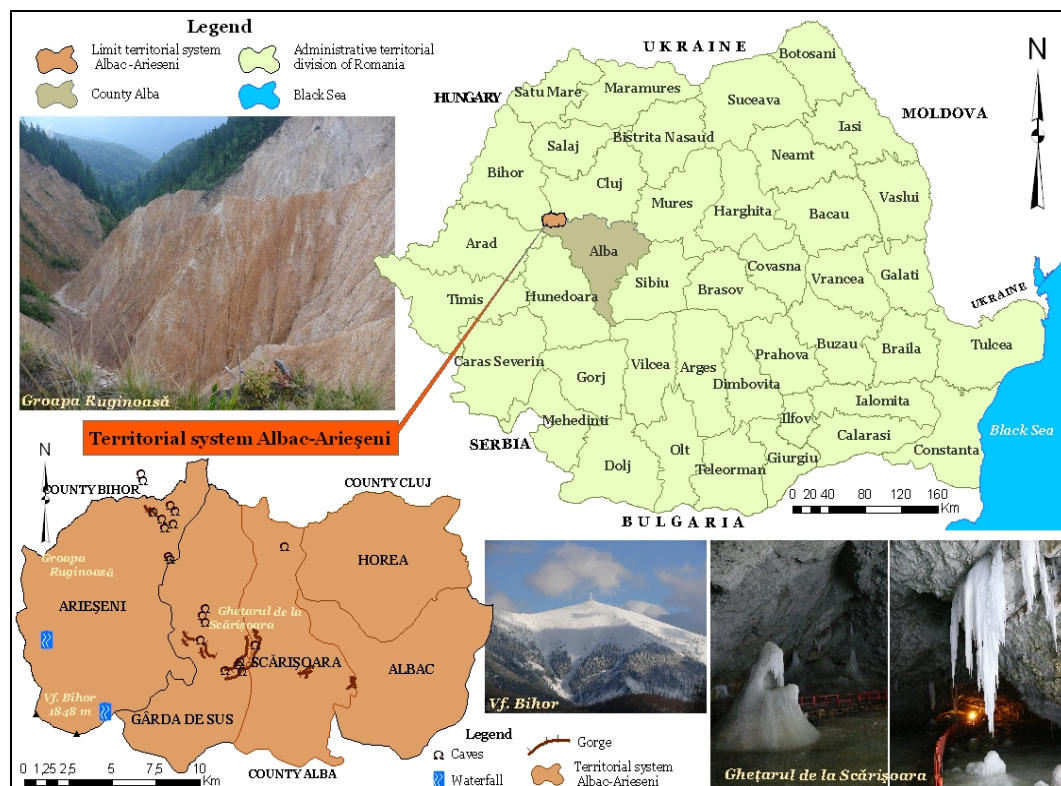 Legend
Limit territorial system
Albac -Arieseni
Administrative territorial
division of Romania
County Alba
Black Sea
N
UKRAINE
HUNGARY
MOLDOVA
UKRAINE
SERBIA
BULGARIA
Black Sea
Botosani
Satu Mare
Maramures
Suceava
Iasi
Bistrita Nasaud
Salaj
Neamt
Bihor
Cluj
Vaslui
Mures
Harghita
Bacau
Arad
Alba
Covasna
Timis
Hunedoara
Sibiu
Brasov
Vrancea
Galati
Caras Severin
Gorj
Vilcea
Arges
Prahova
Buzau
Braila
Tulcea
Dimbovita
Mehedinti
Ilfov
Ialomita
Calarasi
Dolj
Olt
Teleorman
Giurgiu
Constanta
0 20 40 80 120 160
Km
Groapa Ruginoasă
Territorial system Albac-Arieşeni
N
COUNTY BIHOR
COUNTY CLUJ
Groapa
Ruginoasă
HOREA
ARIEŞENI
Gheţarul de la
Scărişoara
SCĂRIŞOARA
ALBAC
Vf. Bihor
1848 m
GÂRDA DE SUS
COUNTY ALBA
0 1,25 2,5 5 7,5 10
Km
Vf. Bihor
Legend
Caves
Gorge
Waterfall
Territorial system
Albac-Arieseni
Gheţarul de la Scărişoara